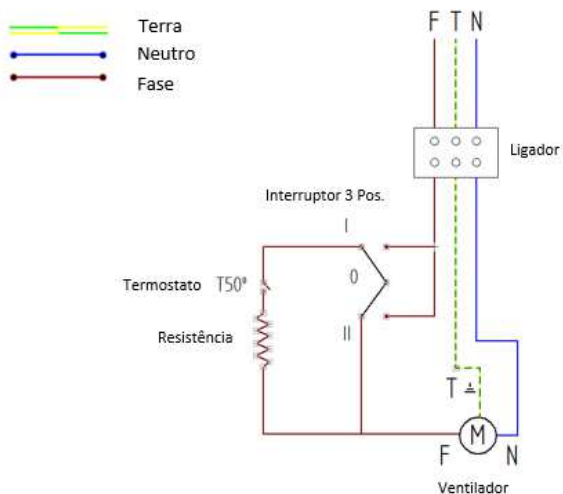 Terra
Neutro
Fase
F T N
Ligador
Interruptor 3 Pos.
I
0
Termostato T50º
Resistência
II
T
F M N
Ventilador